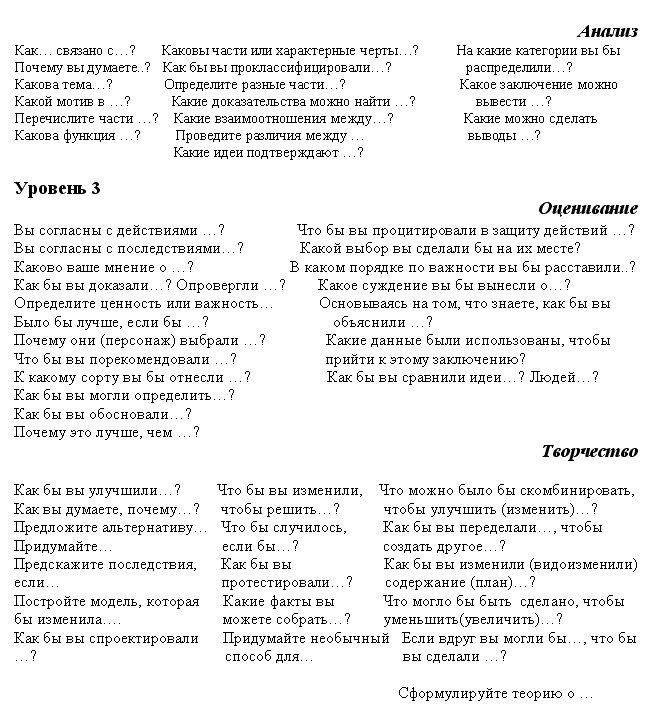 Анализ
Как… связано с…? Каковы части или характерные черты…? На какие категории вы бы
Почему вы думаете..? Как бы вы проклассифицировали…? распределили…?
Какова тема…? Определите разные части…? Какое заключение можно
Какой мотив в …? Какие доказательства можно найти …? вывести …?
Перечислите части …? Какие взаимоотношения между…? Какие можно сделать
Какова функция …? Проведите различия между … выводы …?
Какие идеи подтверждают …?
Уровень 3
Оценивание
Вы согласны с действиями …? Что бы вы процитировали в защиту действий …?
Вы согласны с последствиями…? Какой выбор вы сделали бы на их месте?
Каково ваше мнение о …? В каком порядке по важности вы бы расставили..?
Как бы вы доказали…? Опровергли …? Какое суждение вы бы вынесли о…?
Определите ценность или важность… Основываясь на том, что знаете, как бы вы
Было бы лучше, если бы …? объяснили …?
Почему они (персонаж) выбрали …? Какие данные были использованы, чтобы
Что бы вы порекомендовали …? прийти к этому заключению?
К какому сорту вы бы отнесли …? Как бы вы сравнили идеи…? Людей…?
Как бы вы могли определить…?
Как бы вы обосновали…?
Почему это лучше, чем …?
Творчество
Как бы вы улучшили…? Что бы вы изменили, Что можно было бы скомбинировать,
Как вы думаете, почему…? чтобы решить…? чтобы улучшить (изменить)…?
Предложите альтернативу… Что бы случилось, Как бы вы переделали…, чтобы
Придумайте… если бы…? создать другое…?
Предскажите последствия, Как бы вы Как бы вы изменили (видоизменили)
если… протестировали…? содержание (план)…?
Постройте модель, которая Какие факты вы Что могло бы быть сделано, чтобы
бы изменила…. можете собрать…? уменьшить(увеличить)…?
Как бы вы спроектировали Придумайте необычный Если вдруг вы могли бы…, что бы
…? способ для… вы сделали …?
Сформулируйте теорию о …